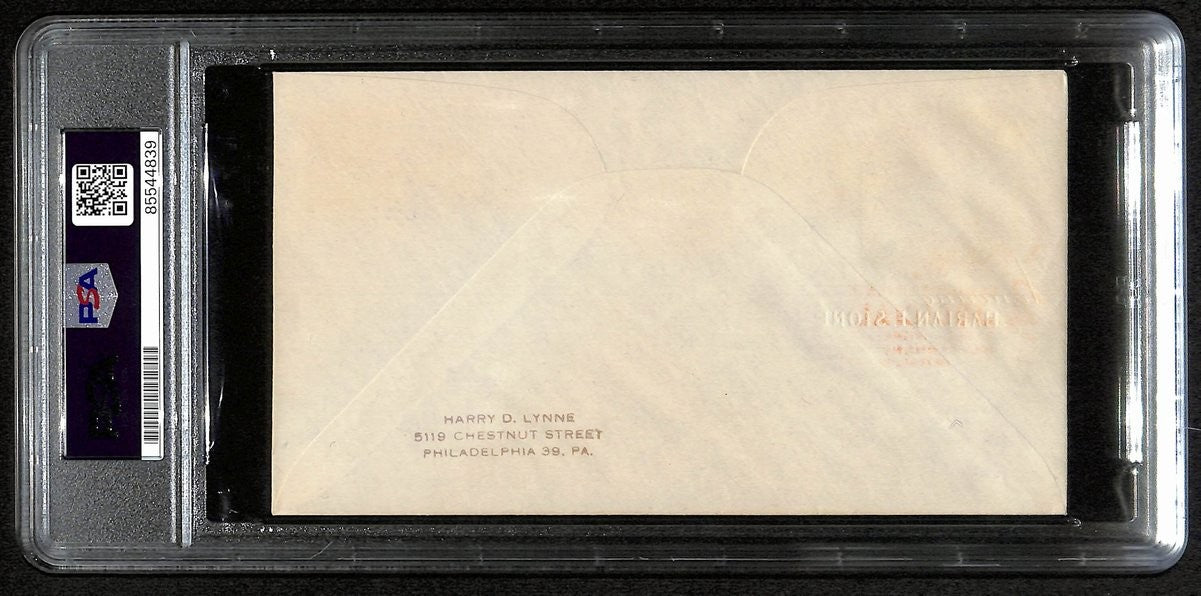 85544839
PSA
HARRY D. LYNNE
5119 CHESTNUT STREET
PHILADELPHIA 39, PA.